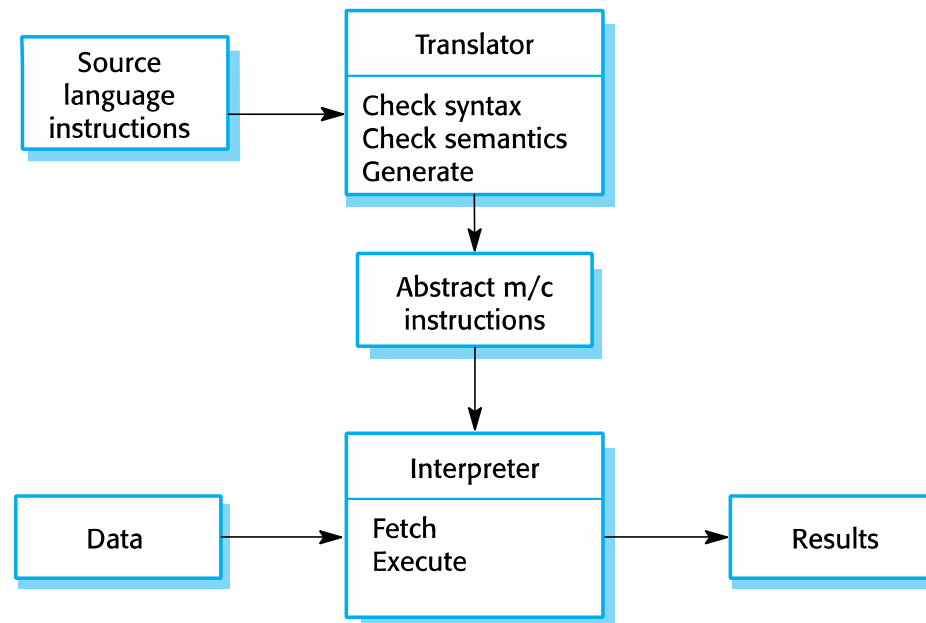 Source
language
instructions
Translator
Check syntax
Check semantics
Generate
Abstract m/c
instructions
Interpreter
Fetch
Execute
Data
Results